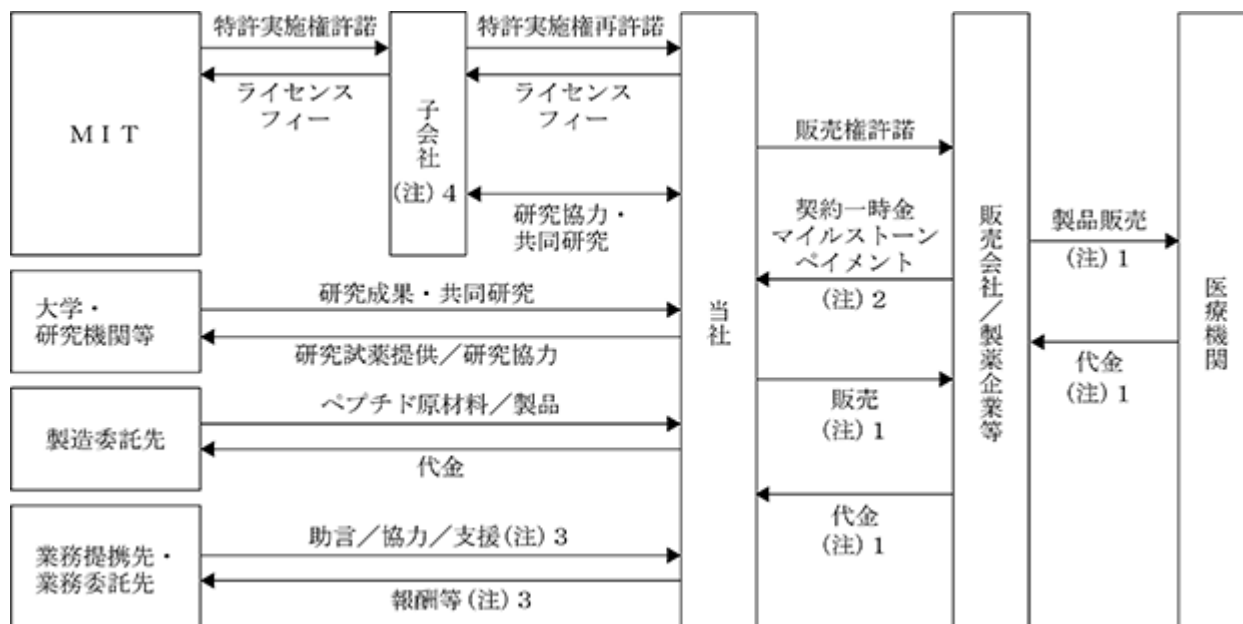 特許実施権許諾
特許実施権再許諾
ライセンス
フィー
ライセンス
フィー
MIT
子会社
(注)4
研究協力・
共同研究
大学・
研究機関等
研究成果・共同研究
研究試薬提供／研究協力
製造委託先
ペプチド原材料／製品
代金
業務提携先・
業務委託先
助言／協力／支援(注)3
報酬等(注)3
当社
販売権許諾
契約一時金
マイルストーン
ペイメント
(注)2
販売
(注)1
代金
(注)1
販売会社／製薬企業等
製品販売
(注)1
代金
(注)1
医療機関